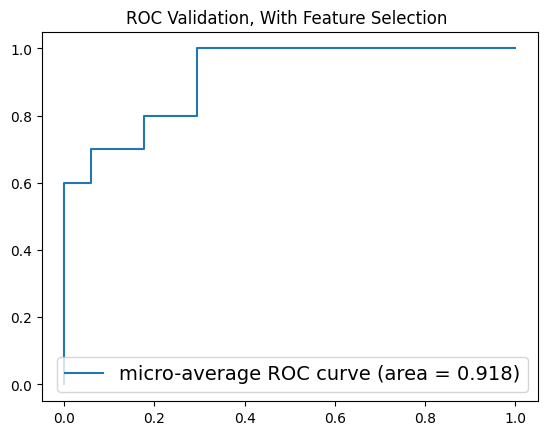 ROC Validation, With Feature Selection
1.0
0.8
0.6
0.4
0.2
0.0
micro-average ROC curve (area = 0.918)
0.0 0.2 0.4 0.6 0.8 1.0